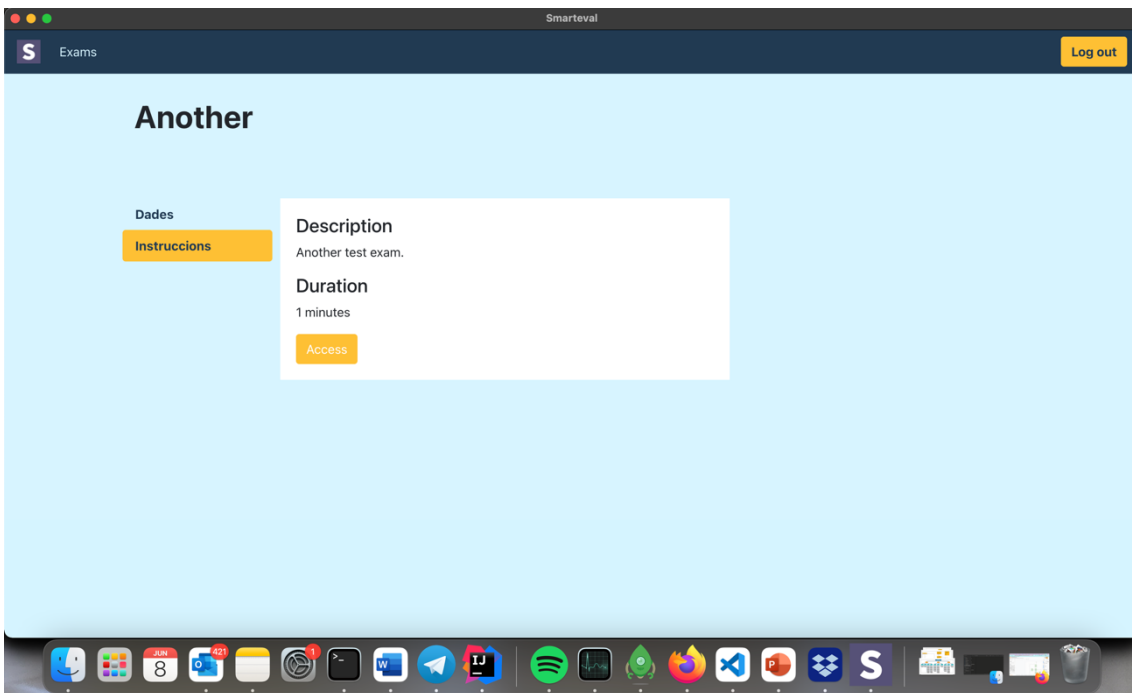 Smarteval
S Exams Log out
Another
Dades
Instruccions
Description
Another test exam.
Duration
1 minutes
Access
JUN
8
421
1
>_
W
IJ
P
S